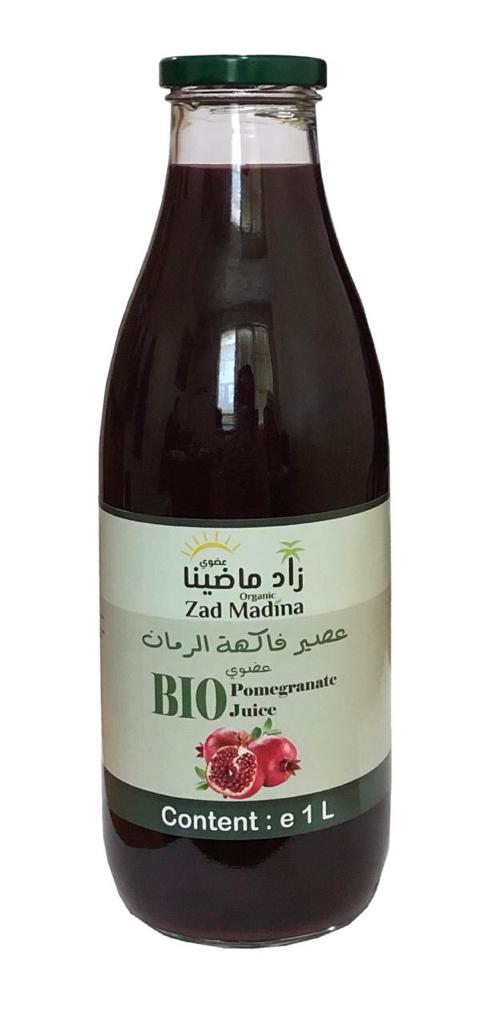 عضوي
زاد ماضينا
Organic
Zad Madina
عصير فاكهة الرمان
عضوي
BIO Pomegranate
Juice
Content : e 1 L